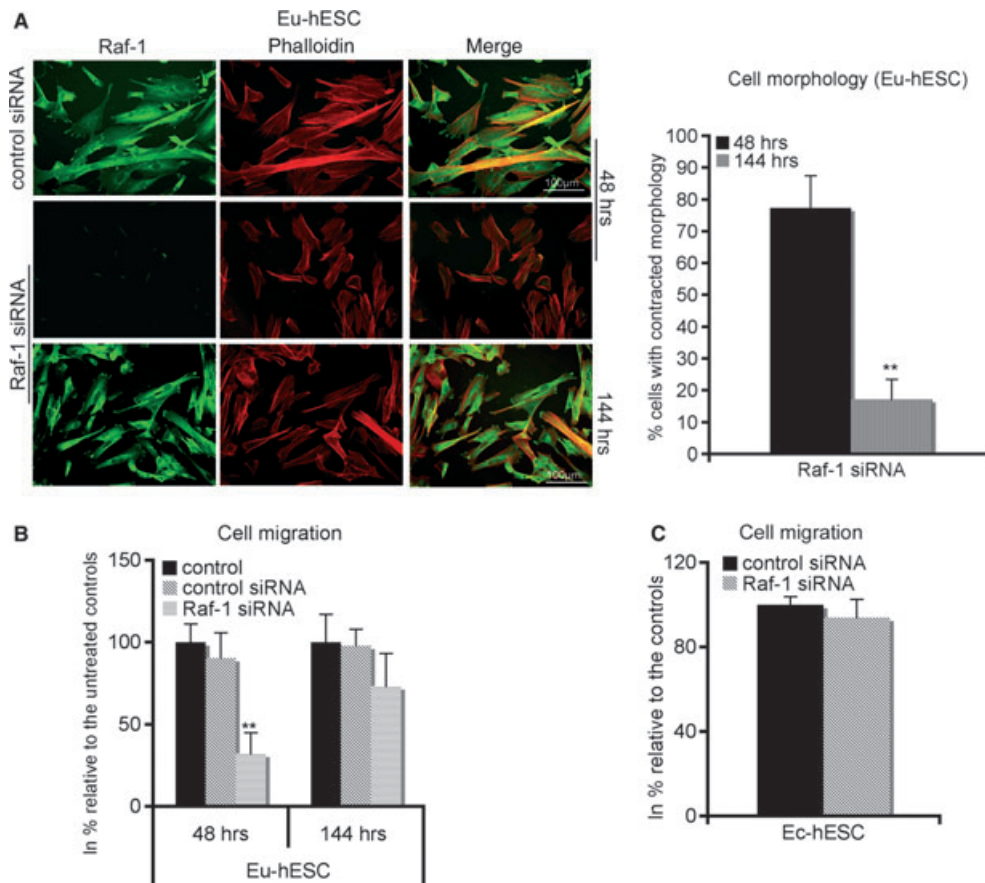 A
Eu-hESC
Raf-1
Phalloidin
Merge
control siRNA
Raf-1 siRNA
100µm
48 hrs
100µm
144 hrs
Cell morphology (Eu-hESC)
% cells with contracted morphology
100
90
80
70
60
50
40
30
20
10
0
48 hrs
144 hrs
**
Raf-1 siRNA
B
Cell migration
In % relative to the untreated controls
150
100
50
0
control
control siRNA
Raf-1 siRNA
**
48 hrs
144 hrs
Eu-hESC
C
Cell migration
In % relative to the controls
120
80
40
0
control siRNA
Raf-1 siRNA
Ec-hESC